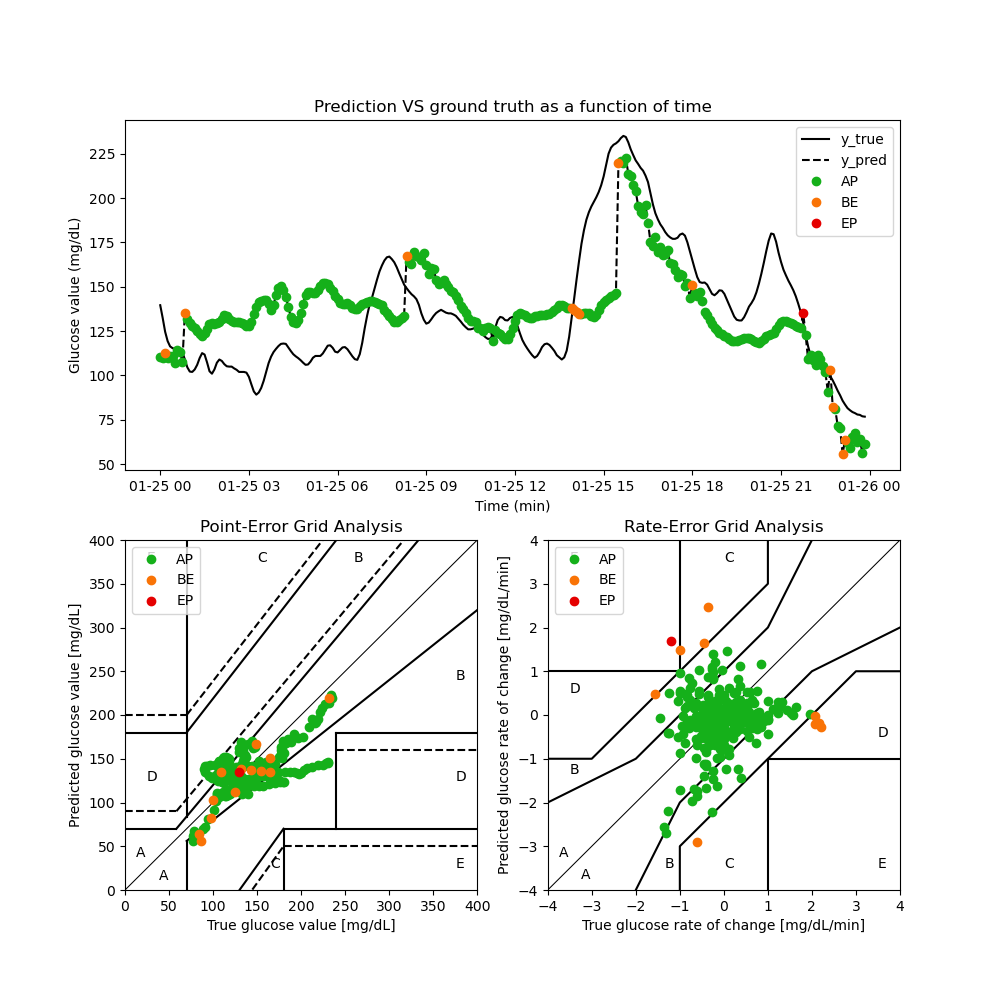 Prediction VS ground truth as a function of time
Glucose value (mg/dL)
225
200
175
150
125
100
75
50
y_true
y_pred
AP
BE
EP
01-25 00 01-25 03 01-25 06 01-25 09 01-25 12 01-25 15 01-25 18 01-25 21 01-26 00
Time (min)
Point-Error Grid Analysis
Predicted glucose value [mg/dL]
400
350
300
250
200
150
100
50
0
AP
BE
EP
C
B
B
D
D
A
A
C
E
0 50 100 150 200 250 300 350 400
True glucose value [mg/dL]
Rate-Error Grid Analysis
Predicted glucose rate of change [mg/dL/min]
4
3
2
1
0
−1
−2
−3
−4
AP
BE
EP
C
D
D
B
A
A
B
C
E
−4 −3 −2 −1 0 1 2 3 4
True glucose rate of change [mg/dL/min]